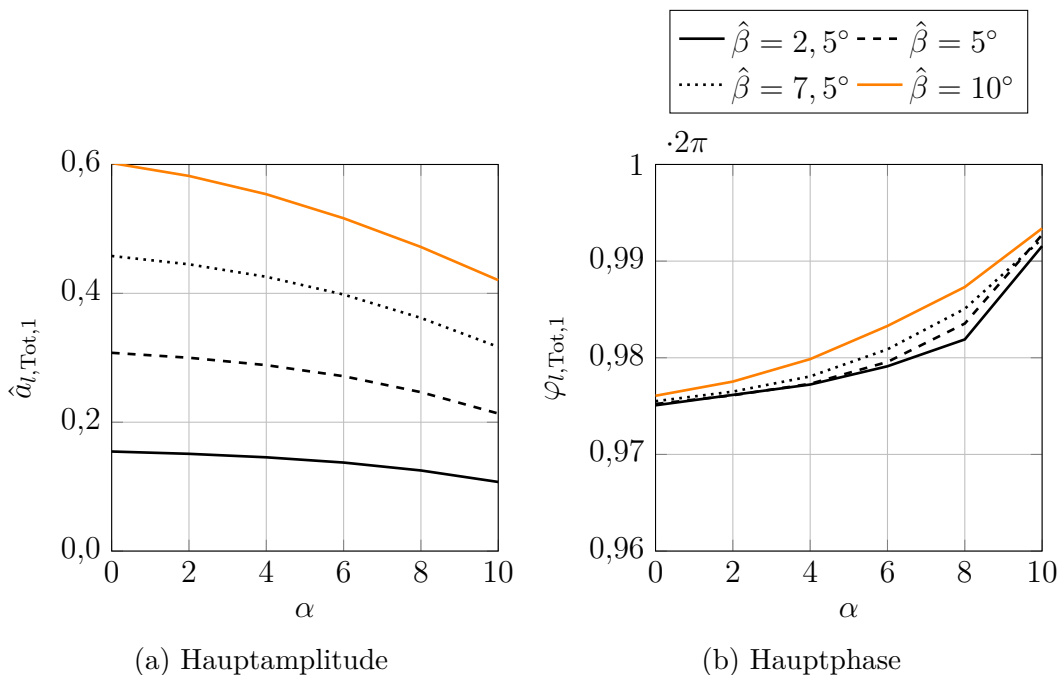 β̂ = 2, 5° β̂ = 5°
β̂ = 7, 5° β̂ = 10°
·2π
0,6
0,4
0,2
0,0
â_{l,Tot,1}
0 2 4 6 8 10
α
(a) Hauptamplitude
1
0,99
0,98
0,97
0,96
φ_{l,Tot,1}
0 2 4 6 8 10
α
(b) Hauptphase